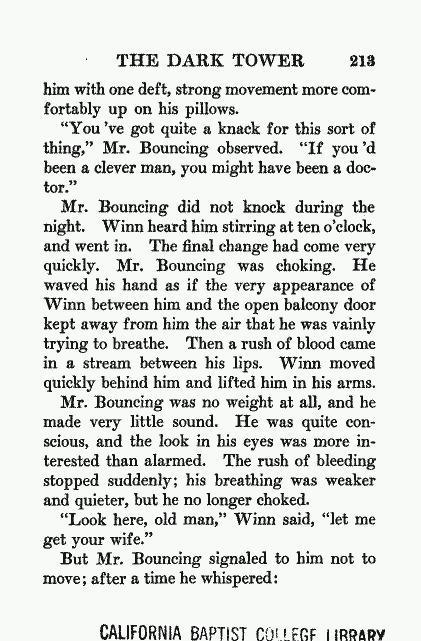 THE DARK TOWER 213
him with one deft, strong movement more com-
fortably up on his pillows.
"You 've got quite a knack for this sort of
thing," Mr. Bouncing observed. "If you 'd
been a clever man, you might have been a doc-
tor."
Mr. Bouncing did not knock during the
night. Winn heard him stirring at ten o'clock,
and went in. The final change had come very
quickly. Mr. Bouncing was choking. He
waved his hand as if the very appearance of
Winn between him and the open balcony door
kept away from him the air that he was vainly
trying to breathe. Then a rush of blood came
in a stream between his lips. Winn moved
quickly behind him and lifted him in his arms.
Mr. Bouncing was no weight at all, and he
made very little sound. He was quite con-
scious, and the look in his eyes was more in-
terested than alarmed. The rush of bleeding
stopped suddenly; his breathing was weaker
and quieter, but he no longer choked.
"Look here, old man," Winn said, "let me
get your wife."
But Mr. Bouncing signaled to him not to
move; after a time he whispered:
CALIFORNIA BAPTIST COLLEGE LIBRARY